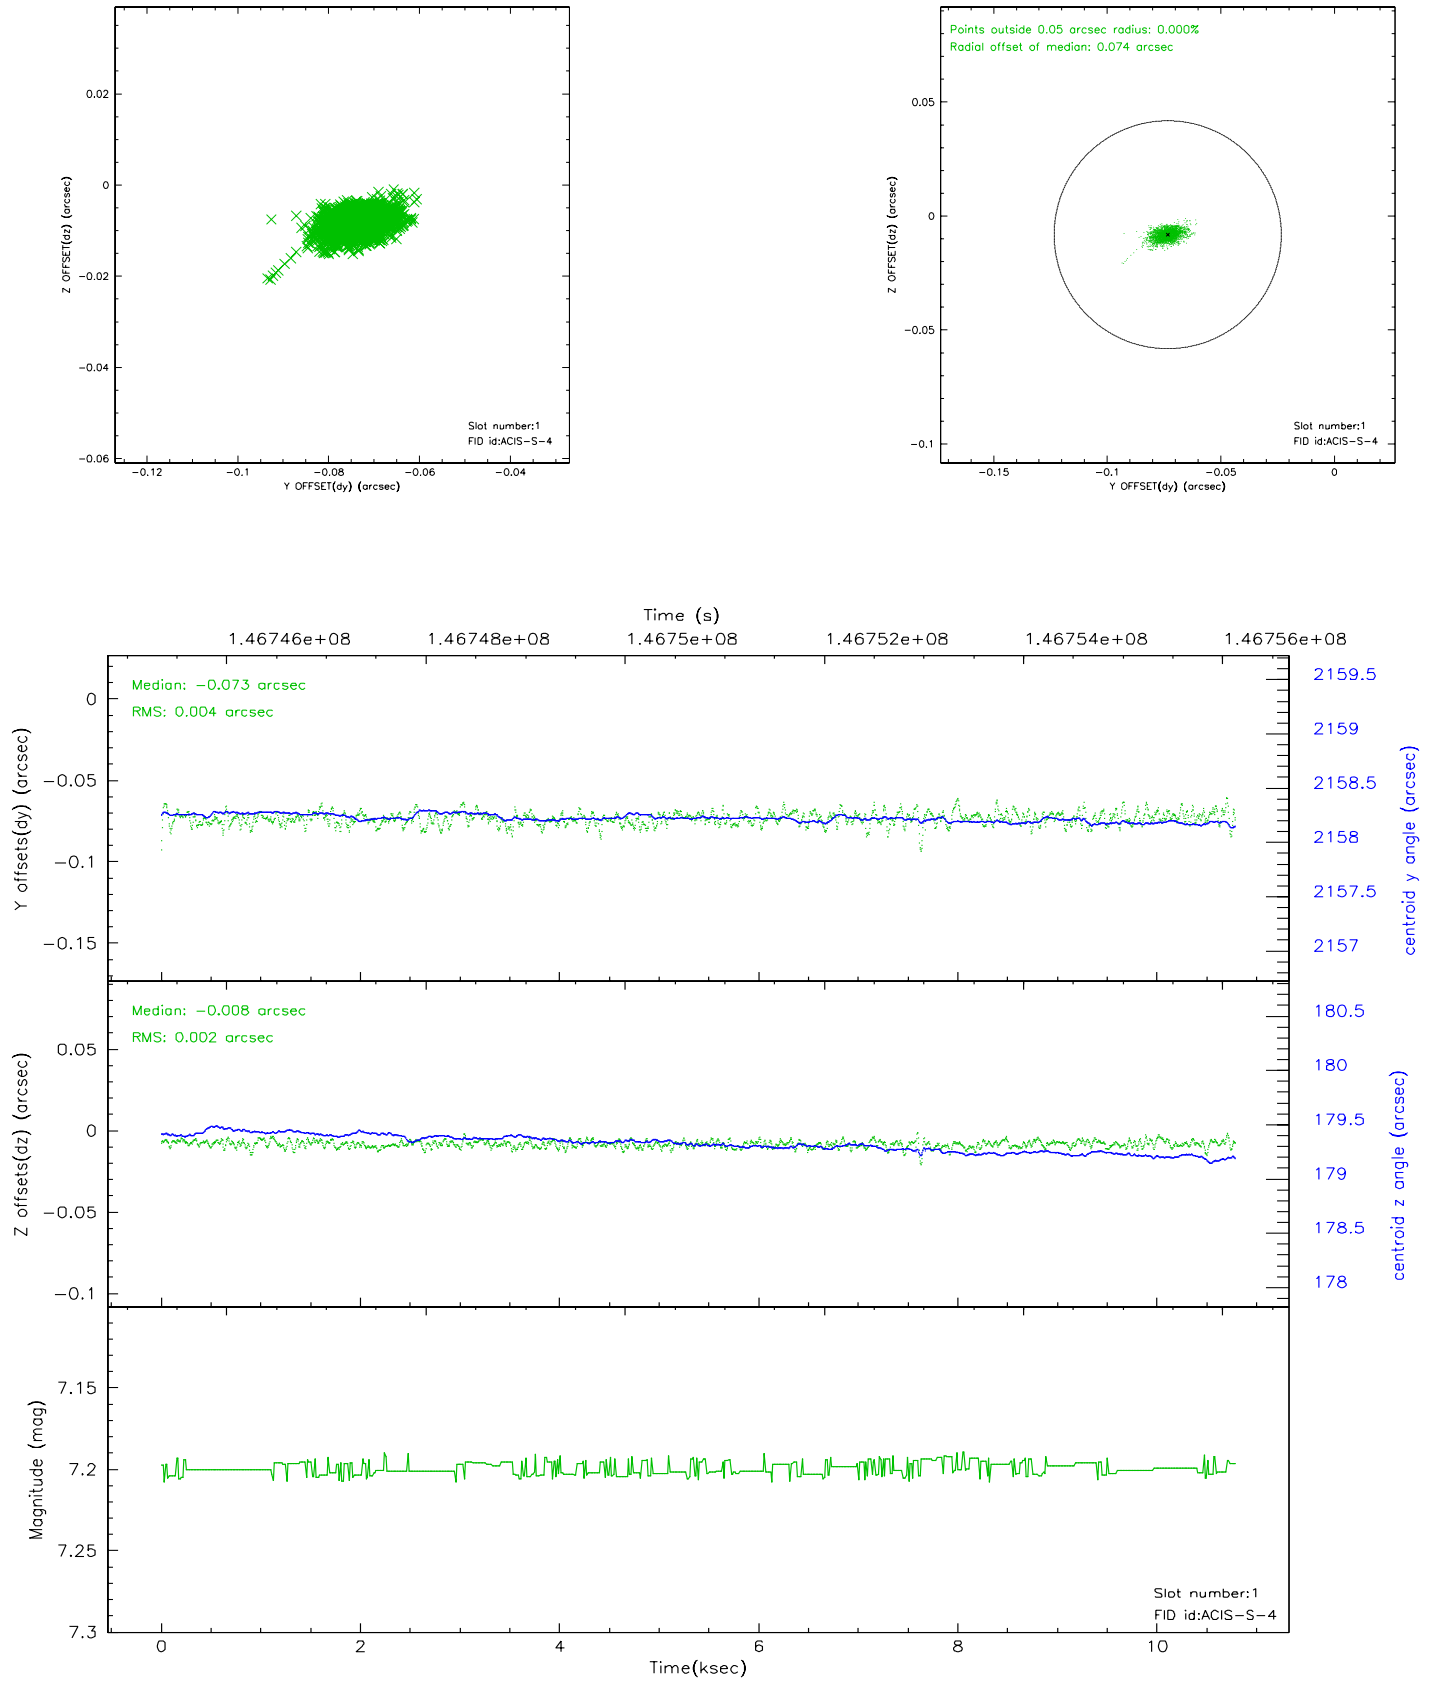 0.02
0
−0.02
−0.04
−0.06
Z OFFSET(dz) (arcsec)
Slot number:1
FID id:ACIS−S−4
−0.12
−0.1
−0.08
−0.06
−0.04
Y OFFSET(dy) (arcsec)
Points outside 0.05 arcsec radius: 0.000%
Radial offset of median: 0.074 arcsec
0.05
0
−0.05
−0.1
Z OFFSET(dz) (arcsec)
Slot number:1
FID id:ACIS−S−4
−0.15
−0.1
−0.05
0
Y OFFSET(dy) (arcsec)
Time (s)
1.46746e+08
1.46748e+08
1.4675e+08
1.46752e+08
1.46754e+08
1.46756e+08
Median: −0.073 arcsec
RMS: 0.004 arcsec
0
−0.05
−0.1
−0.15
Y offsets(dy) (arcsec)
2159.5
2159
2158.5
2158
2157.5
2157
centroid y angle (arcsec)
Median: −0.008 arcsec
RMS: 0.002 arcsec
0.05
0
−0.05
−0.1
Z offsets(dz) (arcsec)
180.5
180
179.5
179
178.5
178
centroid z angle (arcsec)
7.15
7.2
7.25
7.3
Magnitude (mag)
Slot number:1
FID id:ACIS−S−4
0
2
4
6
8
10
Time(ksec)